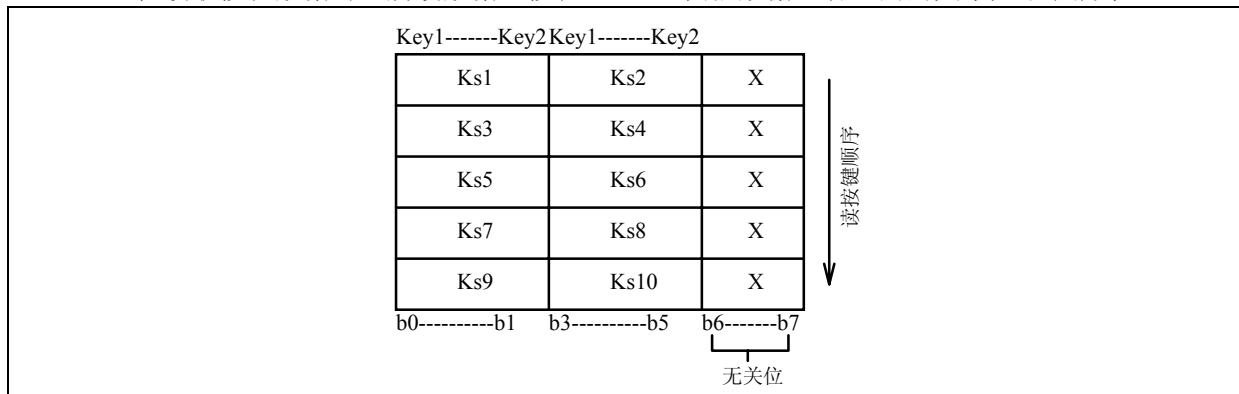 Key1-------Key2 Key1-------Key2
Ks1 Ks2 X
Ks3 Ks4 X
Ks5 Ks6 X
Ks7 Ks8 X
Ks9 Ks10 X
读按键顺序
b0----------b1 b3----------b5 b6-------b7
无关位